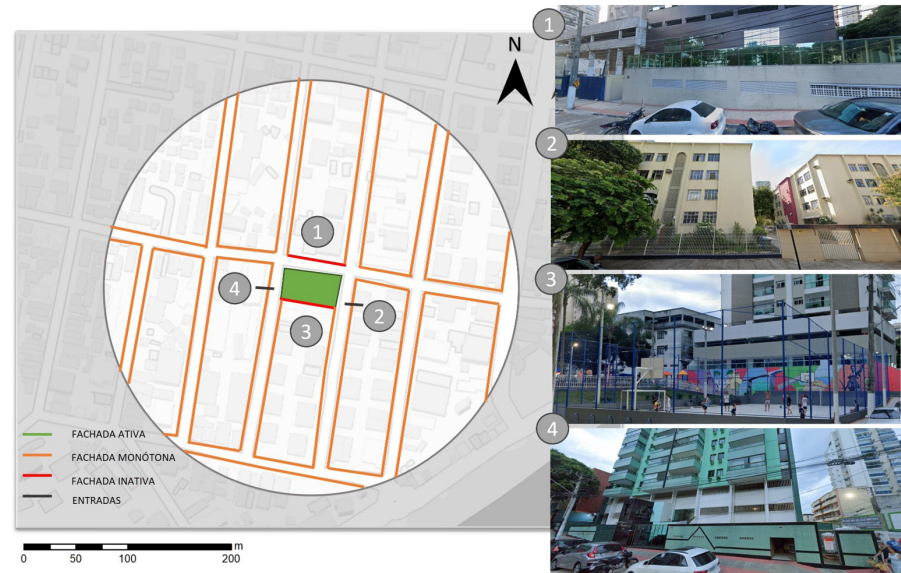 N
1
4
2
3
FACHADA ATIVA
FACHADA MONÓTONA
FACHADA INATIVA
ENTRADAS
m
0 50 100 200
1
2
3
4